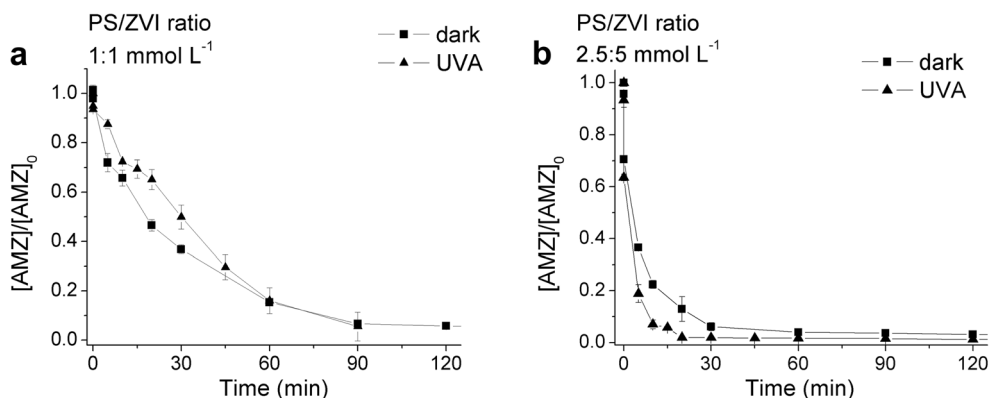 PS/ZVI ratio
a 1:1 mmol L⁻¹
dark
UVA
1.0
0.8
0.6
0.4
0.2
0.0
[AMZ]/[AMZ]₀
0 30 60 90 120
Time (min)
PS/ZVI ratio
b 2.5:5 mmol L⁻¹
dark
UVA
1.0
0.8
0.6
0.4
0.2
0.0
[AMZ]/[AMZ]₀
0 30 60 90 120
Time (min)